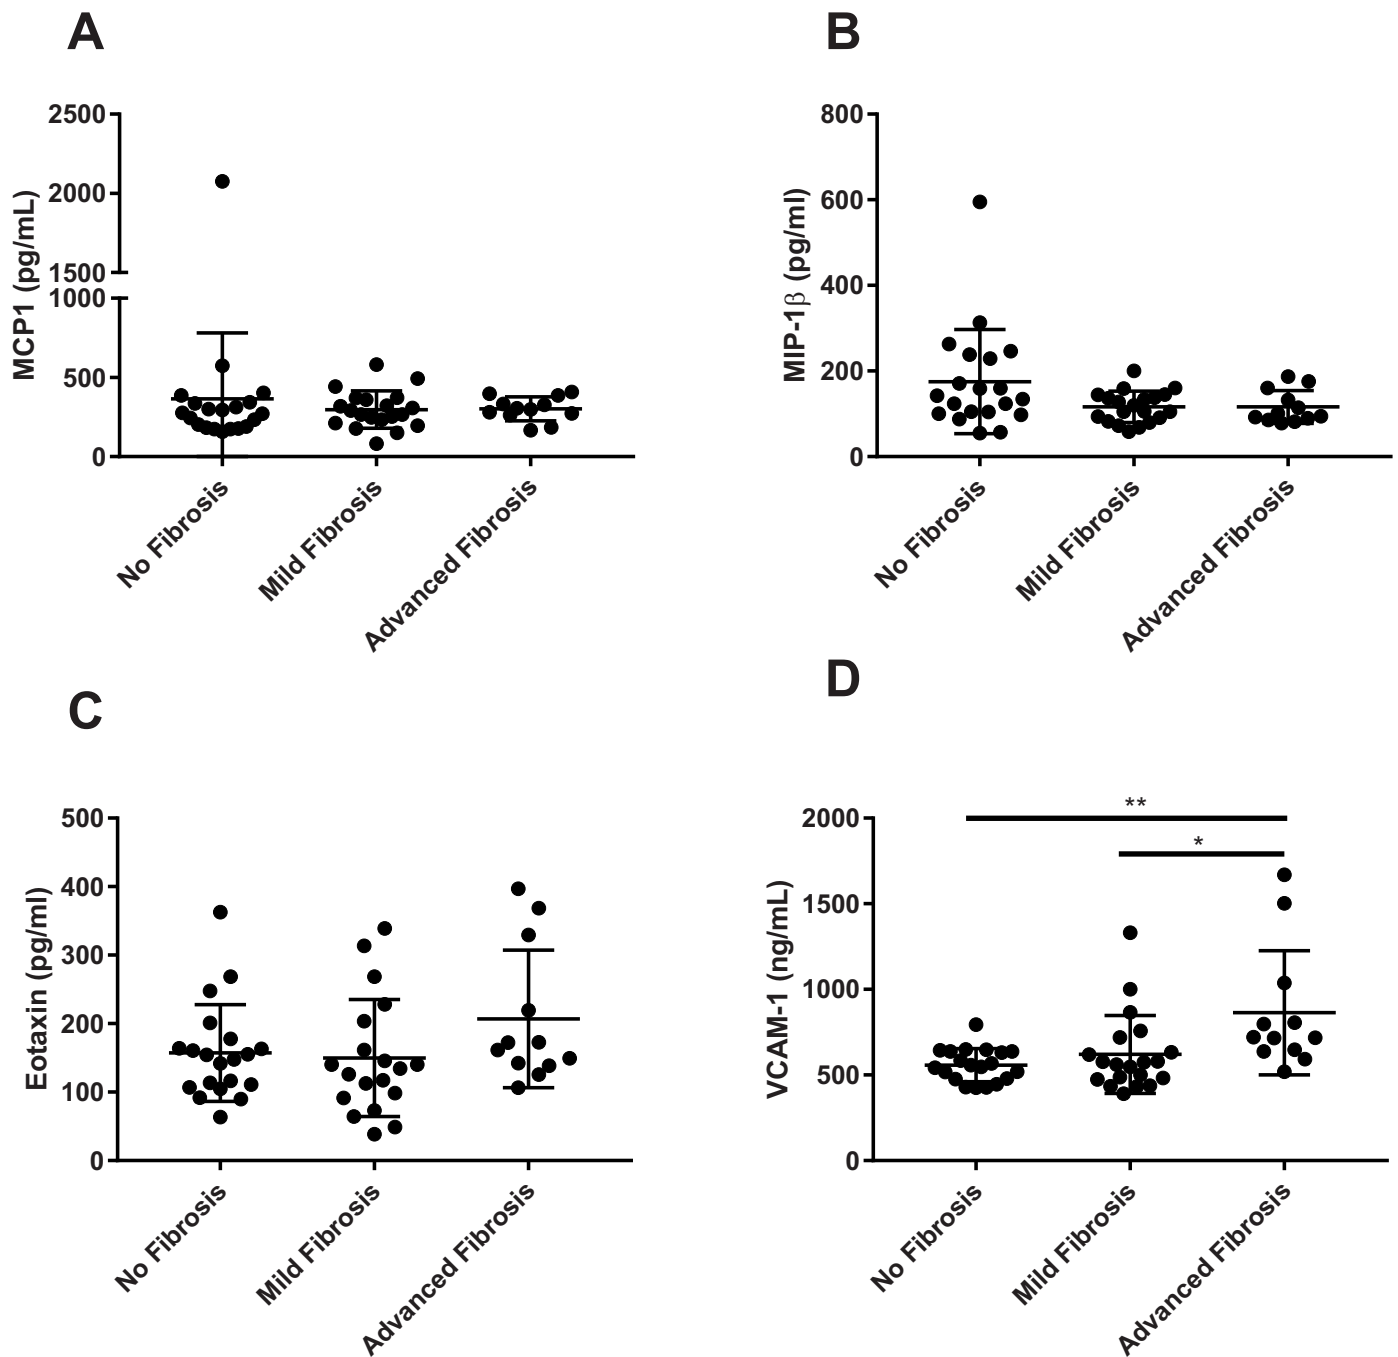 A
MCP1 (pg/mL)
2500
2000
1500
1000
500
0
No Fibrosis
Mild Fibrosis
Advanced Fibrosis
B
MIP-1β (pg/ml)
800
600
400
200
0
No Fibrosis
Mild Fibrosis
Advanced Fibrosis
C
Eotaxin (pg/ml)
500
400
300
200
100
0
No Fibrosis
Mild Fibrosis
Advanced Fibrosis
D
VCAM-1 (ng/mL)
2000
1500
1000
500
0
**
*
No Fibrosis
Mild Fibrosis
Advanced Fibrosis